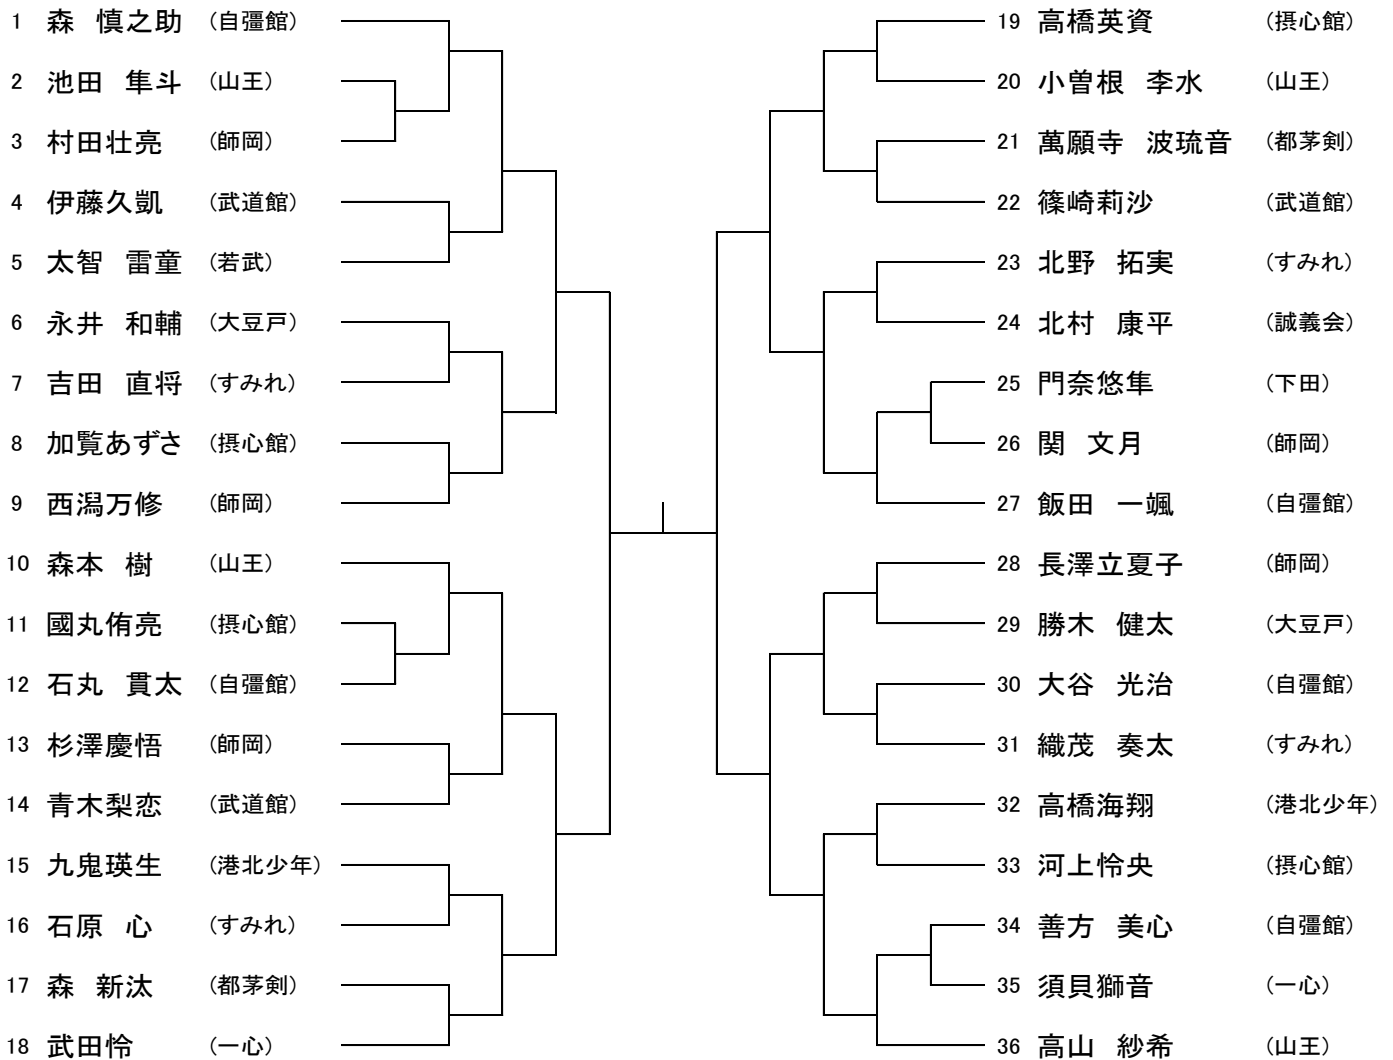 1 森 慎之助 (自彊館)
2 池田 隼斗 (山王)
3 村田壮亮 (師岡)
4 伊藤久凱 (武道館)
5 太智 雷童 (若武)
6 永井 和輔 (大豆戸)
7 吉田 直将 (すみれ)
8 加覧あずさ (摂心館)
9 西潟万修 (師岡)
10 森本 樹 (山王)
11 國丸侑亮 (摂心館)
12 石丸 貫太 (自彊館)
13 杉澤慶悟 (師岡)
14 青木梨恋 (武道館)
15 九鬼瑛生 (港北少年)
16 石原 心 (すみれ)
17 森 新汰 (都茅剣)
18 武田怜 (一心)
19 高橋英資 (摂心館)
20 小曽根 李水 (山王)
21 萬願寺 波琉音 (都茅剣)
22 篠崎莉沙 (武道館)
23 北野 拓実 (すみれ)
24 北村 康平 (誠義会)
25 門奈悠隼 (下田)
26 関 文月 (師岡)
27 飯田 一颯 (自彊館)
28 長澤立夏子 (師岡)
29 勝木 健太 (大豆戸)
30 大谷 光治 (自彊館)
31 織茂 奏太 (すみれ)
32 高橋海翔 (港北少年)
33 河上怜央 (摂心館)
34 善方 美心 (自彊館)
35 須貝獅音 (一心)
36 高山 紗希 (山王)